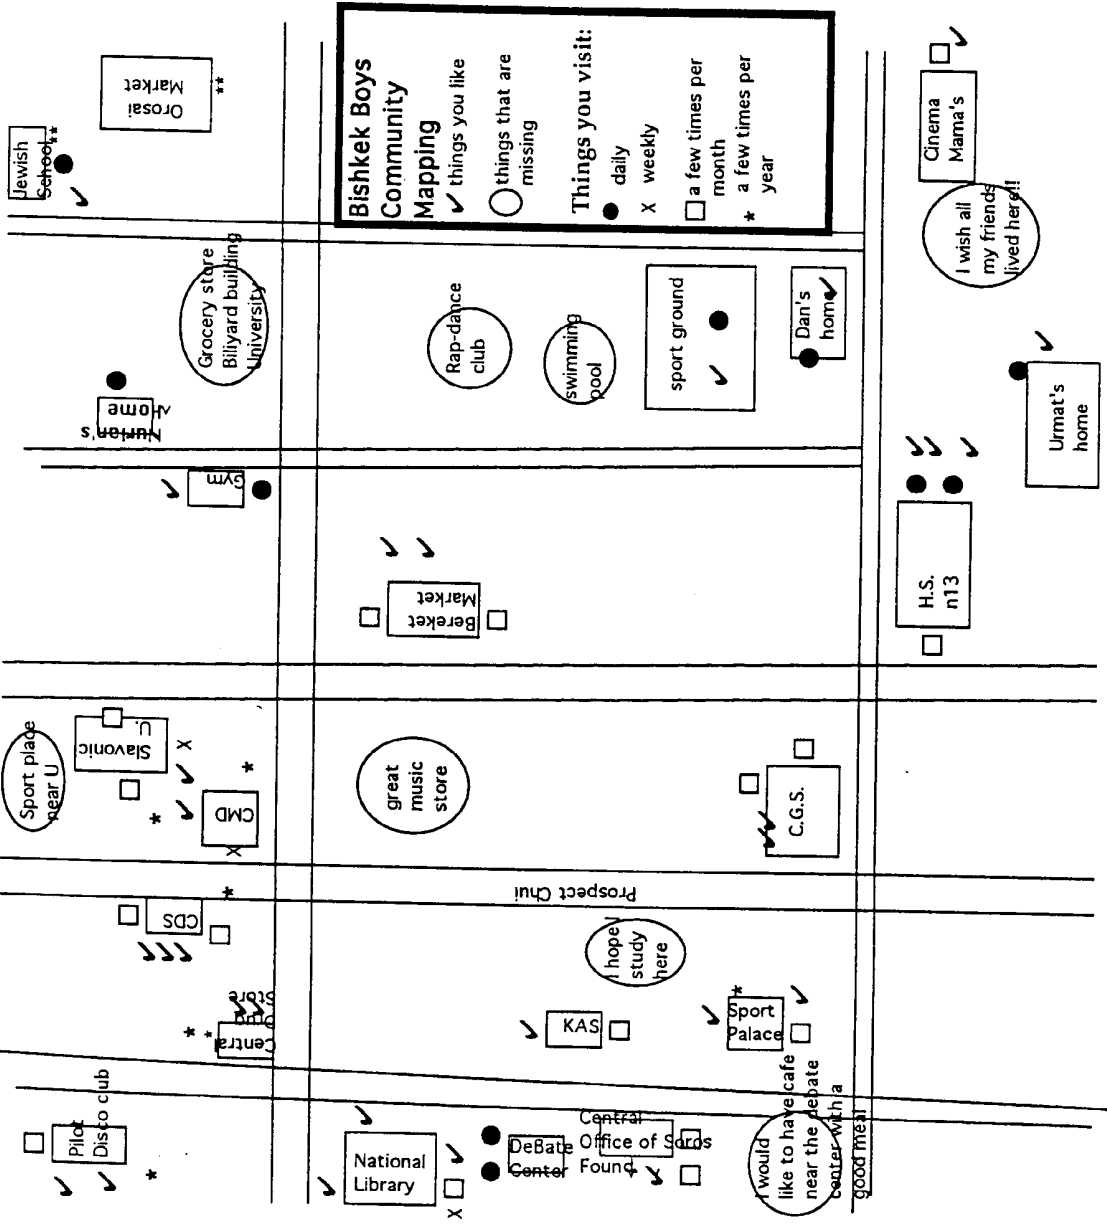 Bishkek Boys
Community
Mapping
things you like
things that are
missing
Things you visit:
daily
X weekly
a few times per
month
* a few times per
year
Jewish
School
**
Orosai
Market
**
Cinema
Mama's
I wish all
my friends
lived here!!
Grocery store
Biliyard building
University
Rap-dance
club
swimming
pool
sport ground
Dan's
home
Nurlan's
Home
Urmat's
home
Gym
Bereket
Market
H.S.
n13
Sport place
near U
Slavonic
U.
X
*
*
CMD
X
great
music
store
C.G.S.
Prospect Chui
*
CDS
I hope I
study
here
Central
Drug
Store
*
*
KAS
*
Sport
Palace
Pilot
Disco club
*
National
Library
X
DeBate
Center
Central
Office of Soros
Found
I would
like to have cafe
near the debate
center with a
good meal